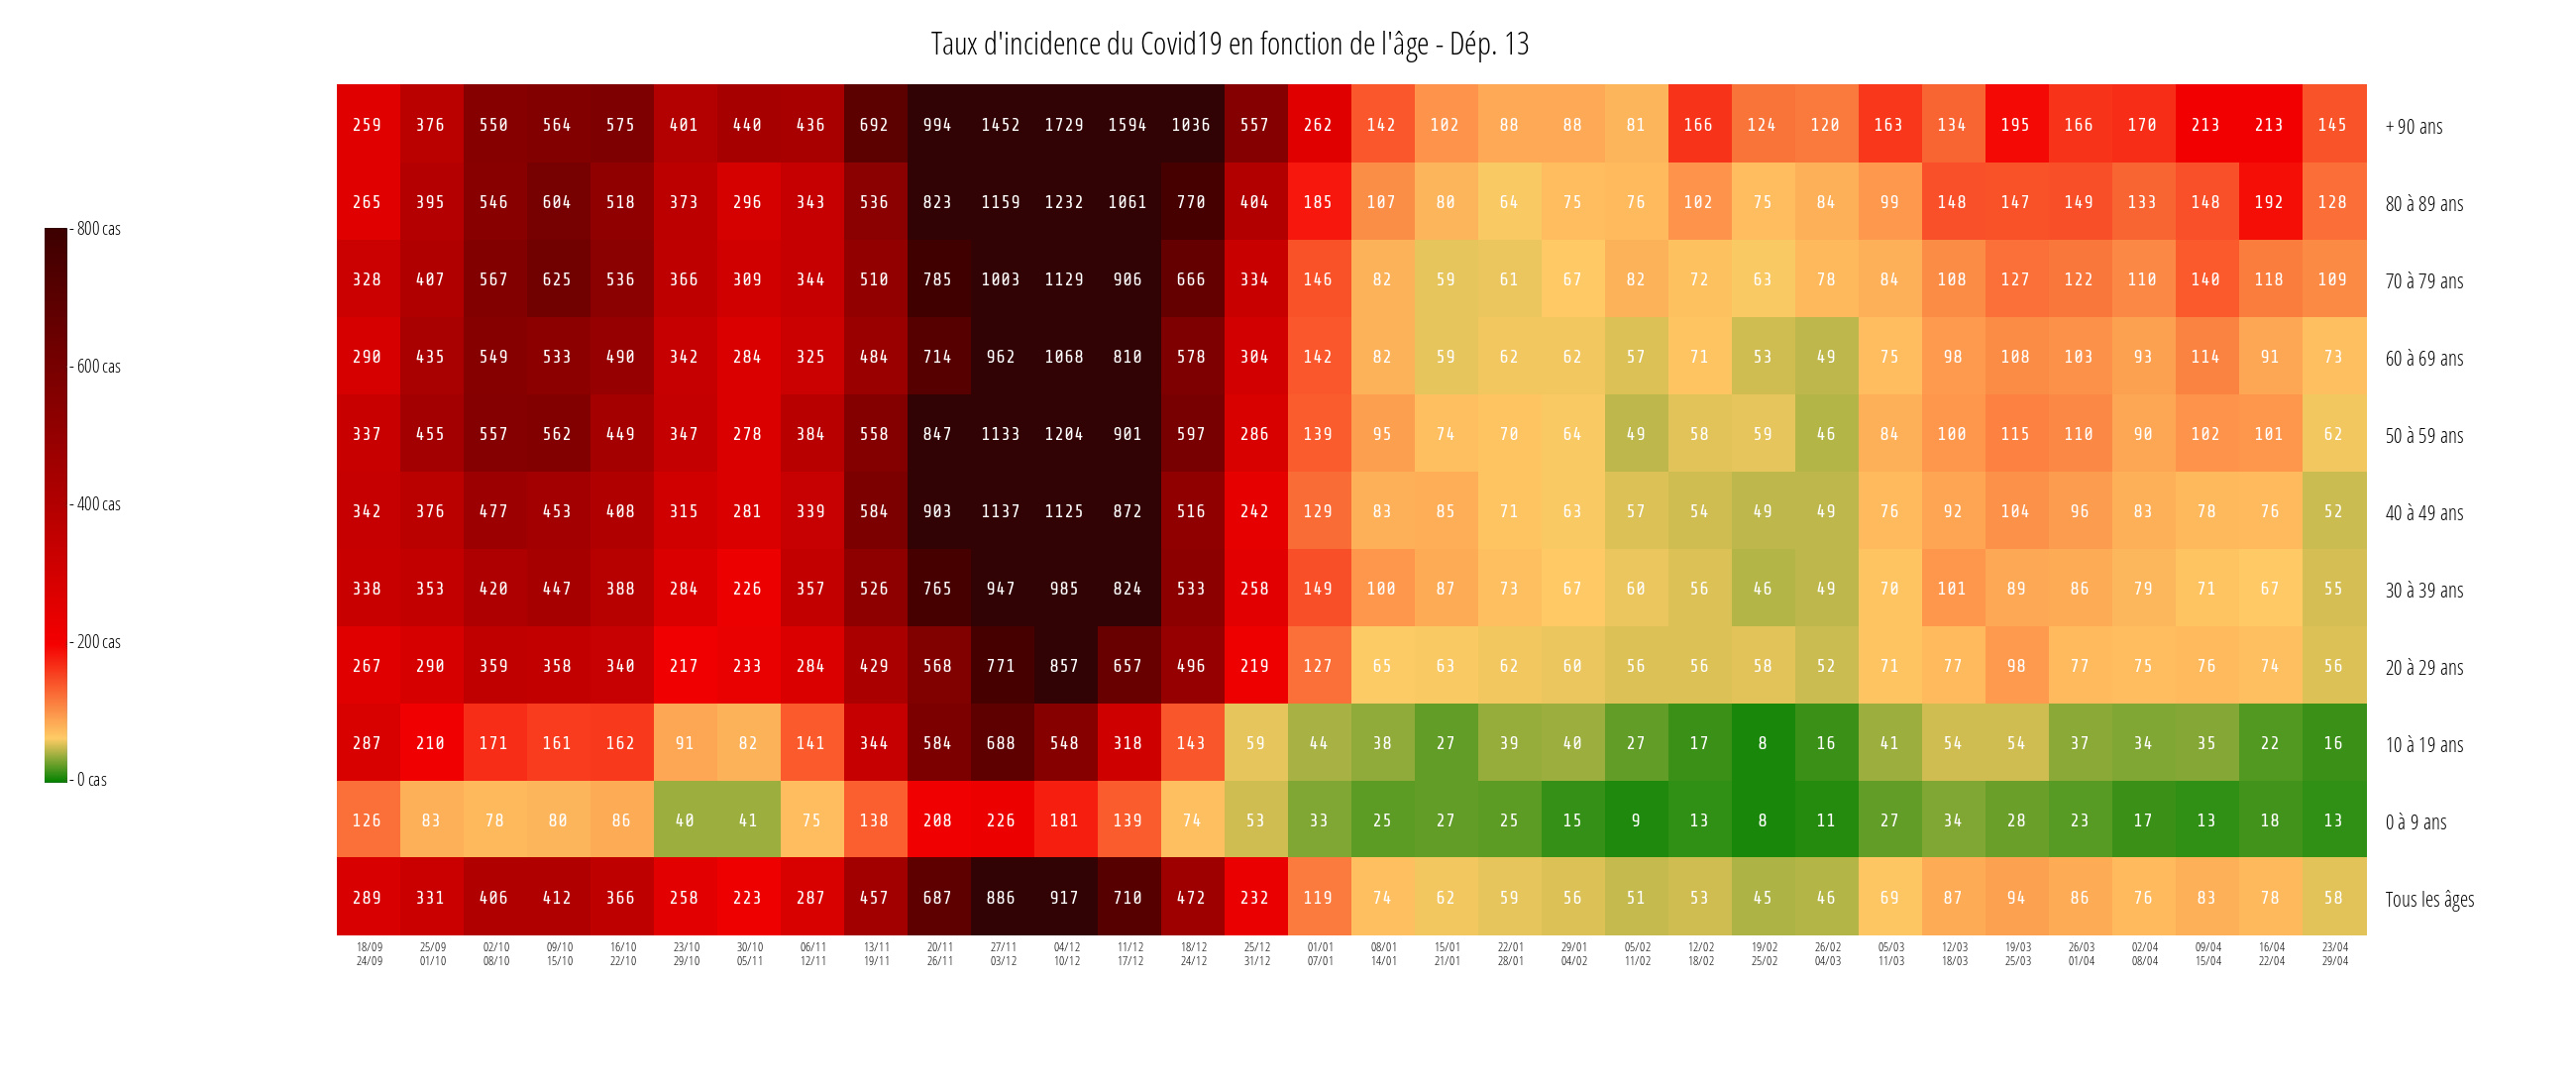 Taux d'incidence du Covid19 en fonction de l'âge - Dép. 13
- 800 cas
- 600 cas
- 400 cas
- 200 cas
- 0 cas
259 376 550 564 575 401 440 436 692 994 1452 1729 1594 1036 557 262 142 102 88 88 81 166 124 120 163 134 195 166 170 213 213 145 + 90 ans
265 395 546 604 518 373 296 343 536 823 1159 1232 1061 770 404 185 107 80 64 75 76 102 75 84 99 148 147 149 133 148 192 128 80 à 89 ans
328 407 567 625 536 366 309 344 510 785 1003 1129 906 666 334 146 82 59 61 67 82 72 63 78 84 108 127 122 110 140 118 109 70 à 79 ans
290 435 549 533 490 342 284 325 484 714 962 1068 810 578 304 142 82 59 62 62 57 71 53 49 75 98 108 103 93 114 91 73 60 à 69 ans
337 455 557 562 449 347 278 384 558 847 1133 1204 901 597 286 139 95 74 70 64 49 58 59 46 84 100 115 110 90 102 101 62 50 à 59 ans
342 376 477 453 408 315 281 339 584 903 1137 1125 872 516 242 129 83 85 71 63 57 54 49 49 76 92 104 96 83 78 76 52 40 à 49 ans
338 353 420 447 388 284 226 357 526 765 947 985 824 533 258 149 100 87 73 67 60 56 46 49 70 101 89 86 79 71 67 55 30 à 39 ans
267 290 359 358 340 217 233 284 429 568 771 857 657 496 219 127 65 63 62 60 56 56 58 52 71 77 98 77 75 76 74 56 20 à 29 ans
287 210 171 161 162 91 82 141 344 584 688 548 318 143 59 44 38 27 39 40 27 17 8 16 41 54 54 37 34 35 22 16 10 à 19 ans
126 83 78 80 86 40 41 75 138 208 226 181 139 74 53 33 25 27 25 15 9 13 8 11 27 34 28 23 17 13 18 13 0 à 9 ans
289 331 406 412 366 258 223 287 457 687 886 917 710 472 232 119 74 62 59 56 51 53 45 46 69 87 94 86 76 83 78 58 Tous les âges
18/09 25/09 02/10 09/10 16/10 23/10 30/10 06/11 13/11 20/11 27/11 04/12 11/12 18/12 25/12 01/01 08/01 15/01 22/01 29/01 05/02 12/02 19/02 26/02 05/03 12/03 19/03 26/03 02/04 09/04 16/04 23/04
24/09 01/10 08/10 15/10 22/10 29/10 05/11 12/11 19/11 26/11 03/12 10/12 17/12 24/12 31/12 07/01 14/01 21/01 28/01 04/02 11/02 18/02 25/02 04/03 11/03 18/03 25/03 01/04 08/04 15/04 22/04 29/04